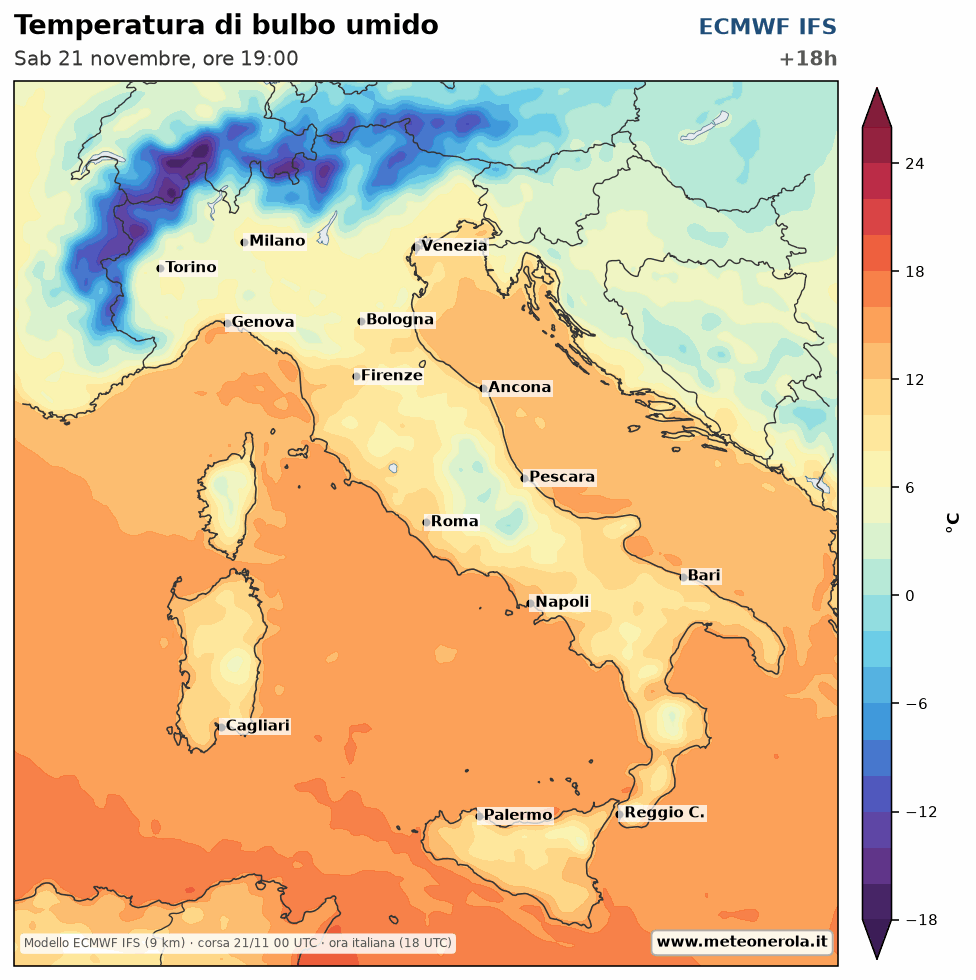 Temperatura di bulbo umido
ECMWF IFS
Sab 21 novembre, ore 19:00
+18h
Milano
Venezia
Torino
Genova
Bologna
Firenze
Ancona
Pescara
Roma
Bari
Napoli
Cagliari
Palermo
Reggio C.
24
18
12
6
0
−6
−12
−18
°C
Modello ECMWF IFS (9 km) · corsa 21/11 00 UTC · ora italiana (18 UTC)
www.meteonerola.it